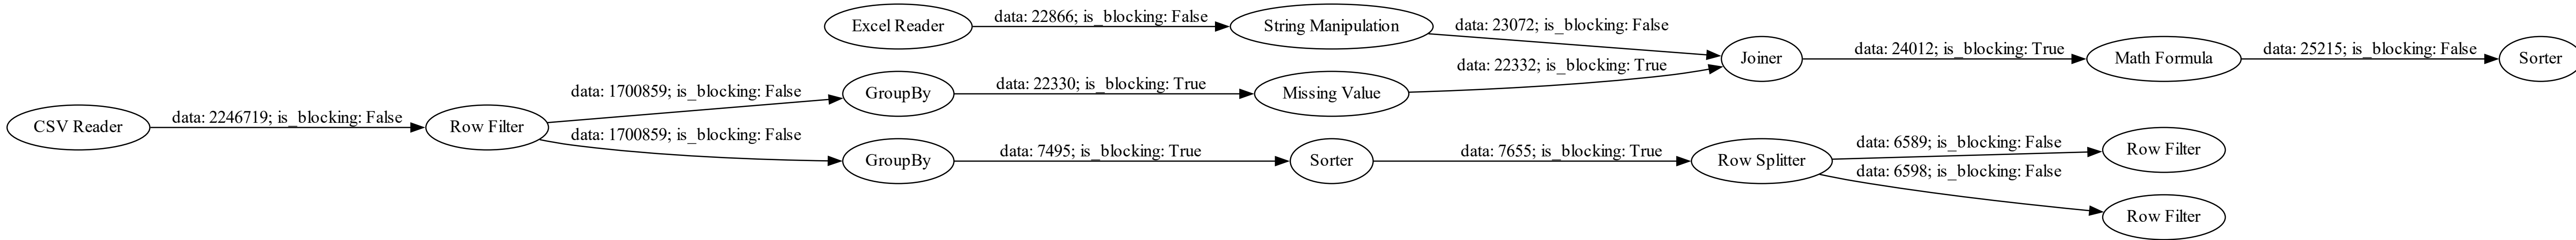 Excel Reader
data: 22866; is_blocking: False
String Manipulation
data: 23072; is_blocking: False
Joiner
data: 24012; is_blocking: True
Math Formula
data: 25215; is_blocking: False
Sorter
CSV Reader
data: 2246719; is_blocking: False
Row Filter
data: 1700859; is_blocking: False
GroupBy
data: 22330; is_blocking: True
Missing Value
data: 22332; is_blocking: True
data: 1700859; is_blocking: False
GroupBy
data: 7495; is_blocking: True
Sorter
data: 7655; is_blocking: True
Row Splitter
data: 6589; is_blocking: False
Row Filter
data: 6598; is_blocking: False
Row Filter